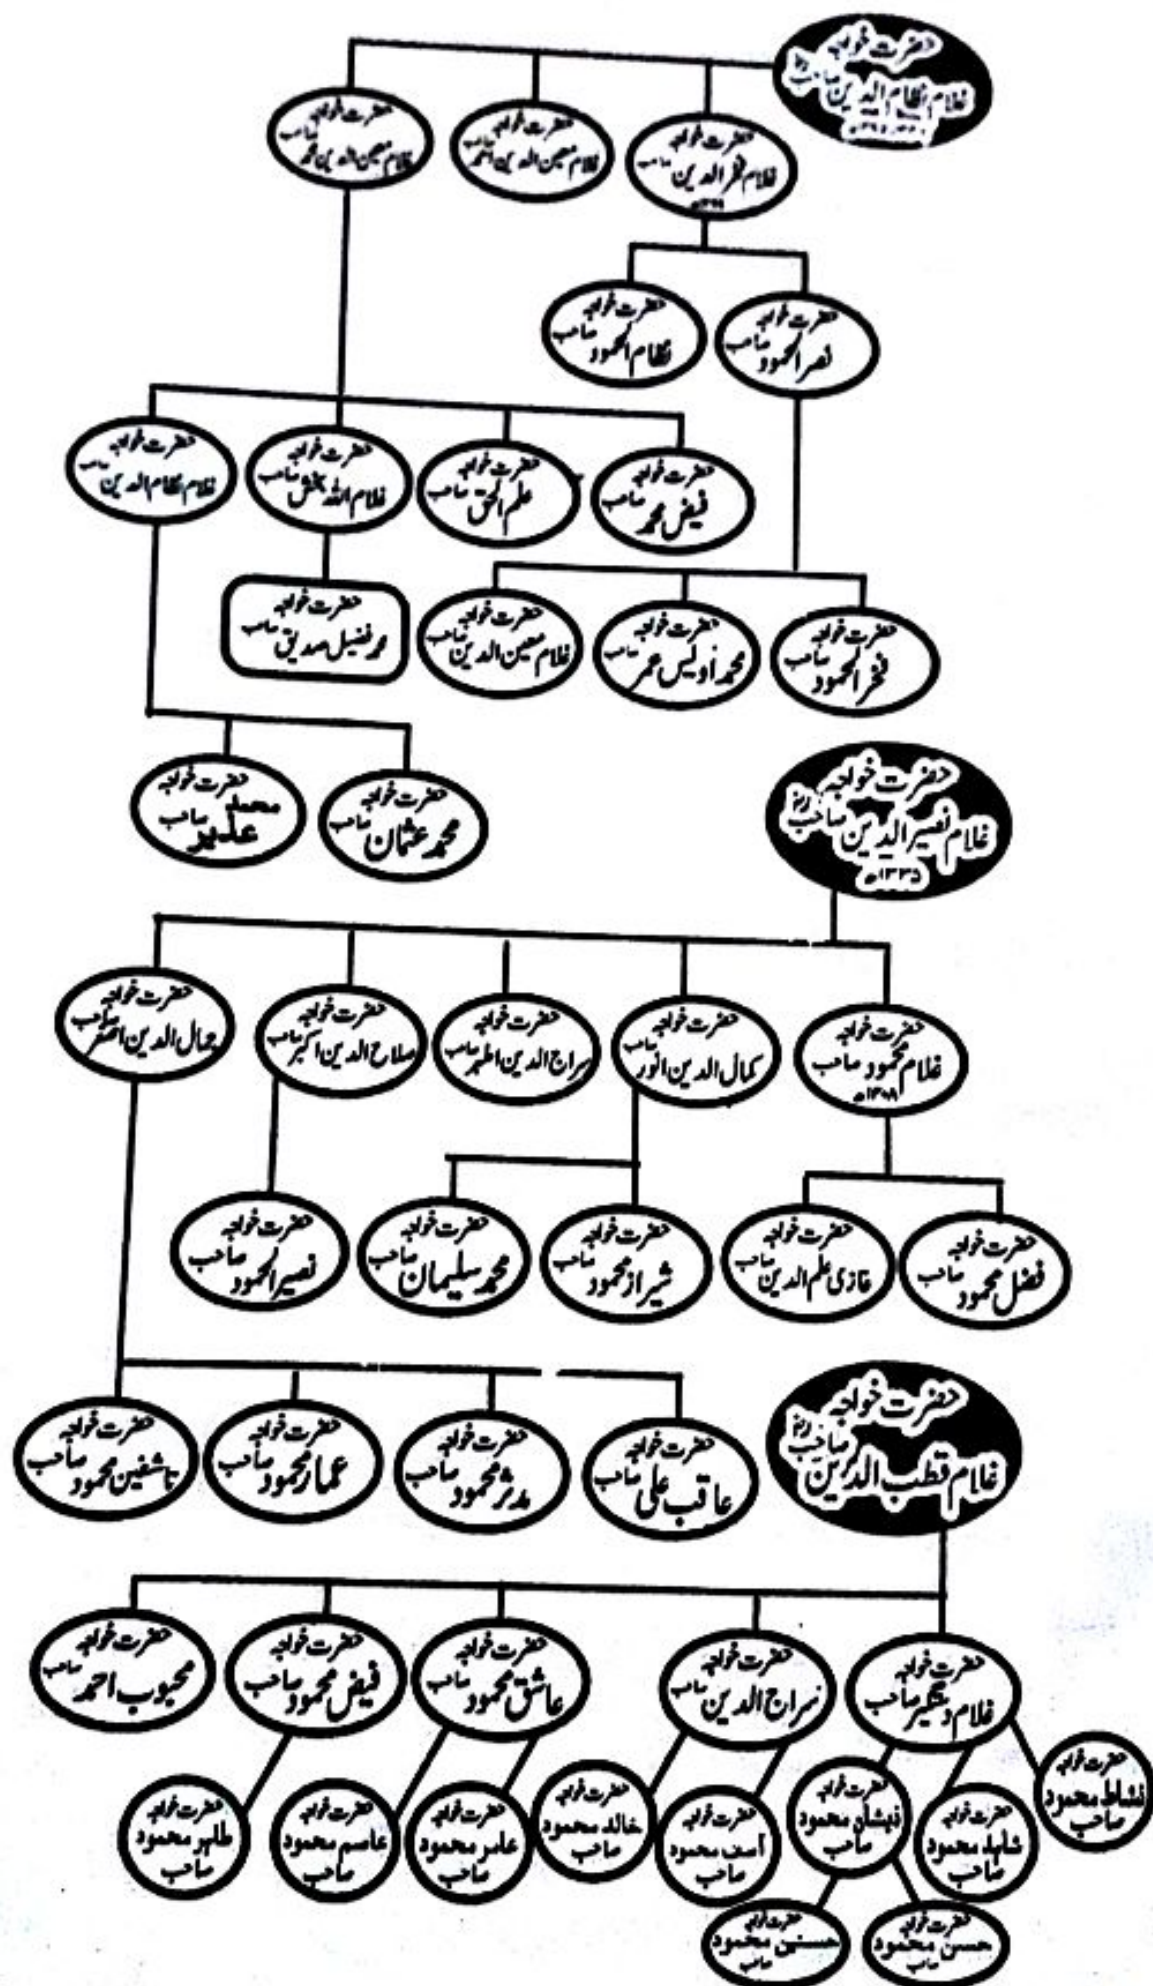 حضرت خواجہ
غلام نظام الدین صاحبؒ
حضرت خواجہ
غلام فخر الدین صاحب
حضرت خواجہ
غلام معین الدین احمد صاحب
حضرت خواجہ
غلام معین الدین محمد صاحب
حضرت خواجہ
نصر المحمود صاحب
حضرت خواجہ
نظام المحمود صاحب
حضرت خواجہ
فیض محمد صاحب
حضرت خواجہ
علم الحق صاحب
حضرت خواجہ
غلام اللہ بخش صاحب
حضرت خواجہ
غلام نظام الدین صاحب
حضرت خواجہ
فخر المحمود صاحب
حضرت خواجہ
محمد اویس عمر صاحب
حضرت خواجہ
غلام معین الدین صاحب
حضرت خواجہ
محمد فضیل صدیق صاحب
حضرت خواجہ
محمد عثمان صاحب
حضرت خواجہ
محمد
صاحب
حضرت خواجہ
غلام نصیر الدین صاحبؒ
۱۳۳۵ھ
حضرت خواجہ
غلام محمود صاحب
۱۴۰۸ھ
حضرت خواجہ
کمال الدین انور صاحب
حضرت خواجہ
سراج الدین اطہر صاحب
حضرت خواجہ
صلاح الدین اکبر صاحب
حضرت خواجہ
جمال الدین اصغر صاحب
حضرت خواجہ
فضل محمود صاحب
حضرت خواجہ
غازی علم الدین صاحب
حضرت خواجہ
شیراز محمود صاحب
حضرت خواجہ
محمد سلیمان صاحب
حضرت خواجہ
نصیر المحمود صاحب
حضرت خواجہ
عاقب علی صاحب
حضرت خواجہ
مدثر محمود صاحب
حضرت خواجہ
عمار محمود صاحب
حضرت خواجہ
تاشفین محمود صاحب
حضرت خواجہ
غلام قطب الدین صاحبؒ
حضرت خواجہ
غلام دستگیر صاحب
حضرت خواجہ
سراج الدین صاحب
حضرت خواجہ
عاشق محمود صاحب
حضرت خواجہ
فیض محمود صاحب
حضرت خواجہ
محبوب احمد صاحب
حضرت خواجہ
نشاط محمود
صاحب
حضرت خواجہ
شاہد محمود
صاحب
حضرت خواجہ
ذیشان محمود
صاحب
حضرت خواجہ
آصف محمود
صاحب
حضرت خواجہ
خالد محمود
صاحب
حضرت خواجہ
عامر محمود
صاحب
حضرت خواجہ
عاصم محمود
صاحب
حضرت خواجہ
طاہر محمود
صاحب
حضرت خواجہ
حسن محمود
صاحب
حضرت خواجہ
حسنین محمود
صاحب